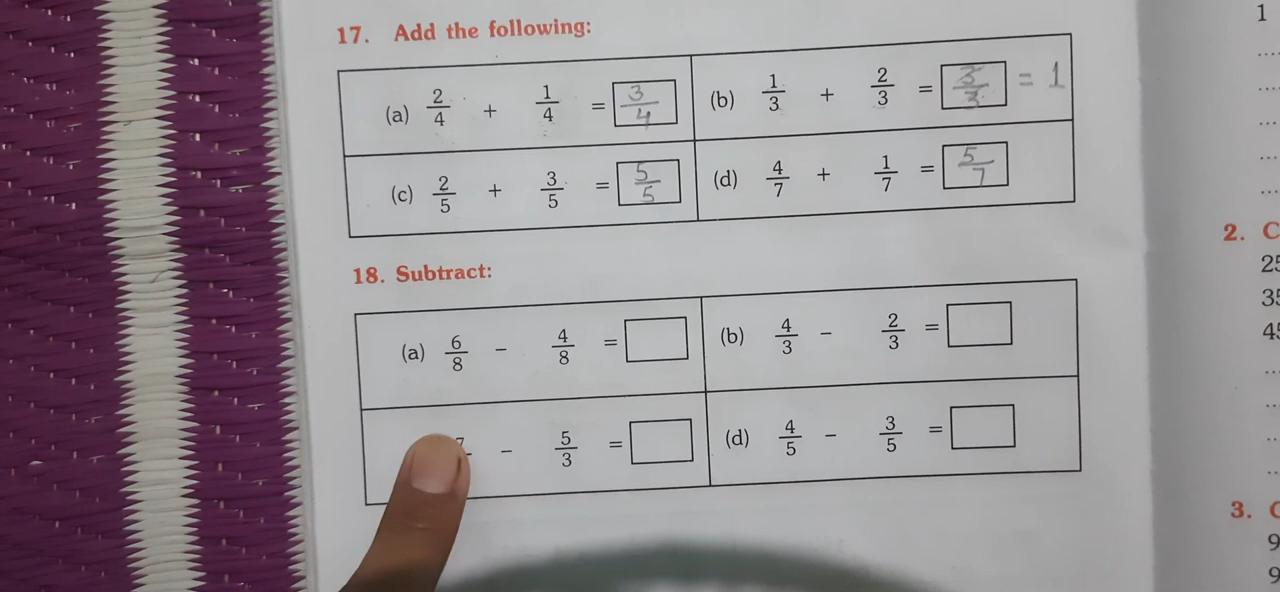 17. Add the following:
(a) 2/4 + 1/4 = 3/4
(b) 1/3 + 2/3 = 3/3 = 1
(c) 2/5 + 3/5 = 5/5
(d) 4/7 + 1/7 = 5/7
18. Subtract:
(a) 6/8 - 4/8 =
(b) 4/3 - 2/3 =
- 5/3 =
(d) 4/5 - 3/5 =
1
2. C
3. C
9
9